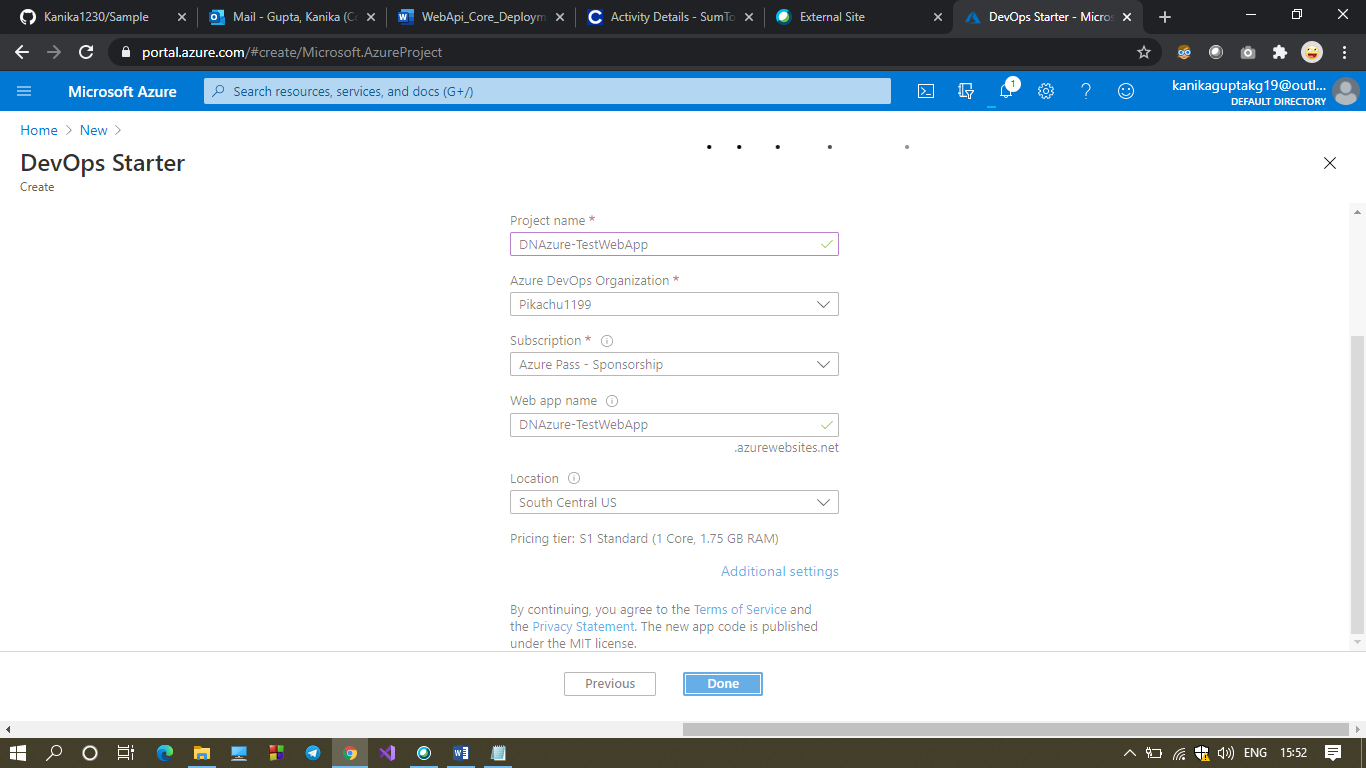 Kanika1230/Sample
Mail - Gupta, Kanika (Co
WebApi_Core_Deploym
Activity Details - SumTo
External Site
DevOps Starter - Micros
portal.azure.com/#create/Microsoft.AzureProject
Microsoft Azure
Search resources, services, and docs (G+/)
1
kanikaguptakg19@outl...
DEFAULT DIRECTORY
Home > New >
DevOps Starter
Create
Project name *
DNAzure-TestWebApp
Azure DevOps Organization *
Pikachu1199
Subscription *
Azure Pass - Sponsorship
Web app name
DNAzure-TestWebApp
.azurewebsites.net
Location
South Central US
Pricing tier: S1 Standard (1 Core, 1.75 GB RAM)
Additional settings
By continuing, you agree to the Terms of Service and
the Privacy Statement. The new app code is published
under the MIT license.
Previous
Done
ENG
15:52